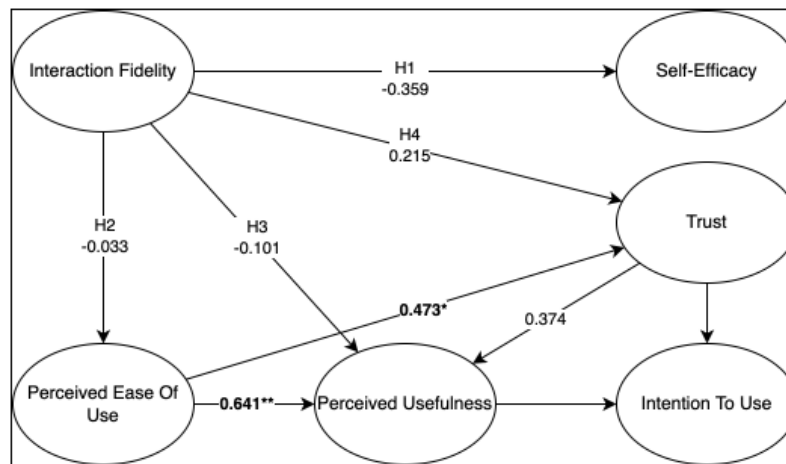 Interaction Fidelity
H1
-0.359
Self-Efficacy
H4
0.215
H2
-0.033
H3
-0.101
Trust
0.473*
0.374
Perceived Ease Of
Use
0.641**
Perceived Usefulness
Intention To Use